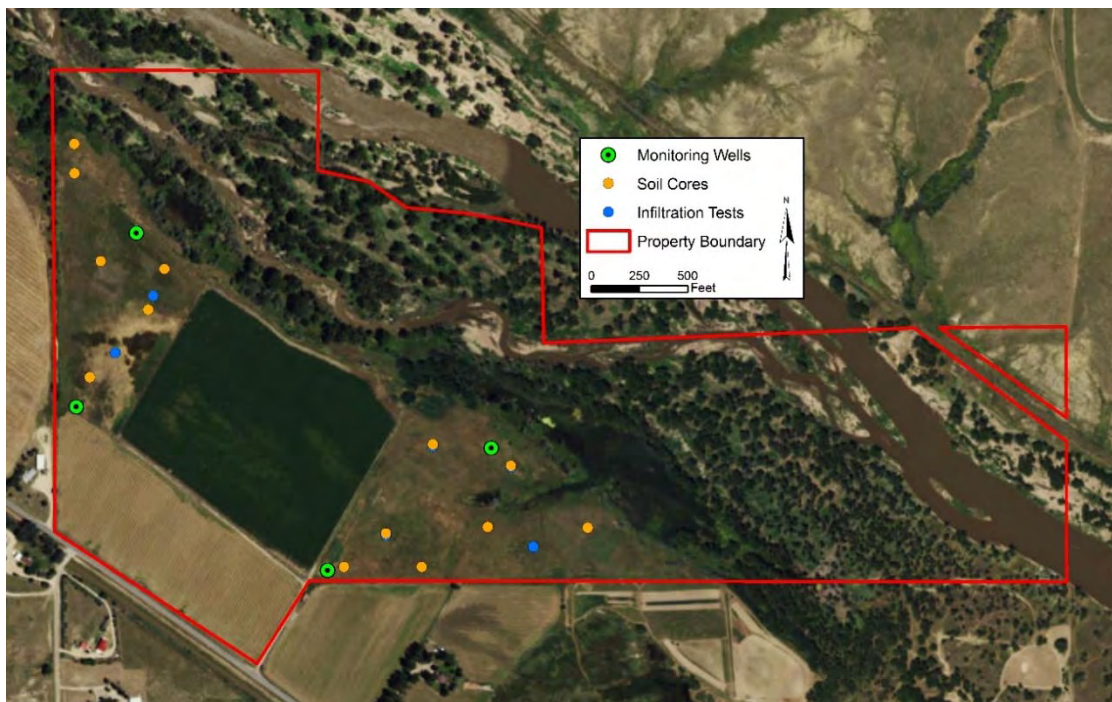 Monitoring Wells
Soil Cores
Infiltration Tests
Property Boundary
N
0 250 500
Feet